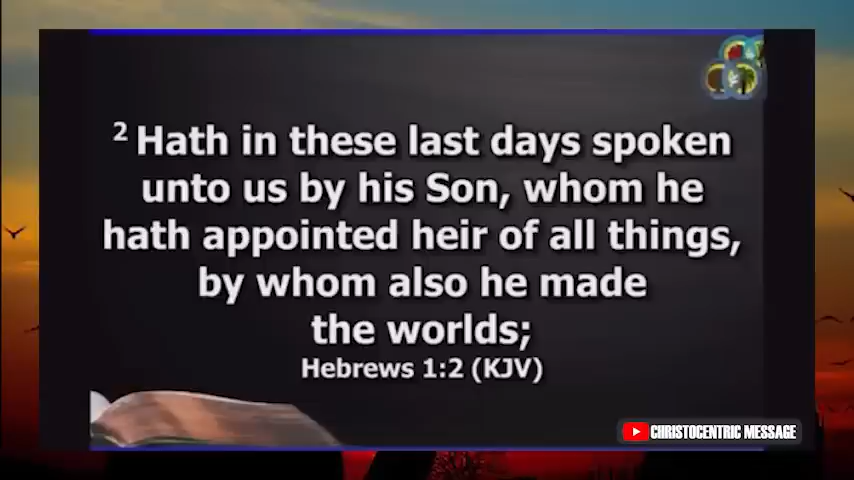 2 Hath in these last days spoken
unto us by his Son, whom he
hath appointed heir of all things,
by whom also he made
the worlds;
Hebrews 1:2 (KJV)
CHRISTOCENTRIC MESSAGE